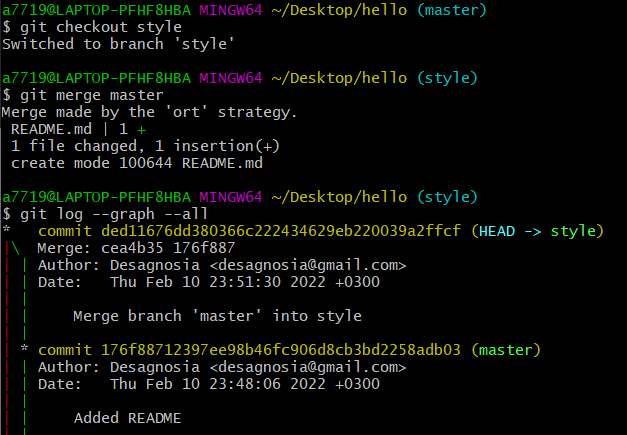 a7719@LAPTOP-PFHF8HBA MINGW64 ~/Desktop/hello (master)
$ git checkout style
Switched to branch 'style'

a7719@LAPTOP-PFHF8HBA MINGW64 ~/Desktop/hello (style)
$ git merge master
Merge made by the 'ort' strategy.
 README.md | 1 +
 1 file changed, 1 insertion(+)
 create mode 100644 README.md

a7719@LAPTOP-PFHF8HBA MINGW64 ~/Desktop/hello (style)
$ git log --graph --all
*   commit ded11676dd380366c222434629eb220039a2ffcf (HEAD -> style)
|\  Merge: cea4b35 176f887
| | Author: Desagnosia <desagnosia@gmail.com>
| | Date:   Thu Feb 10 23:51:30 2022 +0300
| |
| |     Merge branch 'master' into style
| |
| * commit 176f88712397ee98b46fc906d8cb3bd2258adb03 (master)
| | Author: Desagnosia <desagnosia@gmail.com>
| | Date:   Thu Feb 10 23:48:06 2022 +0300
| |
| |     Added README
| |